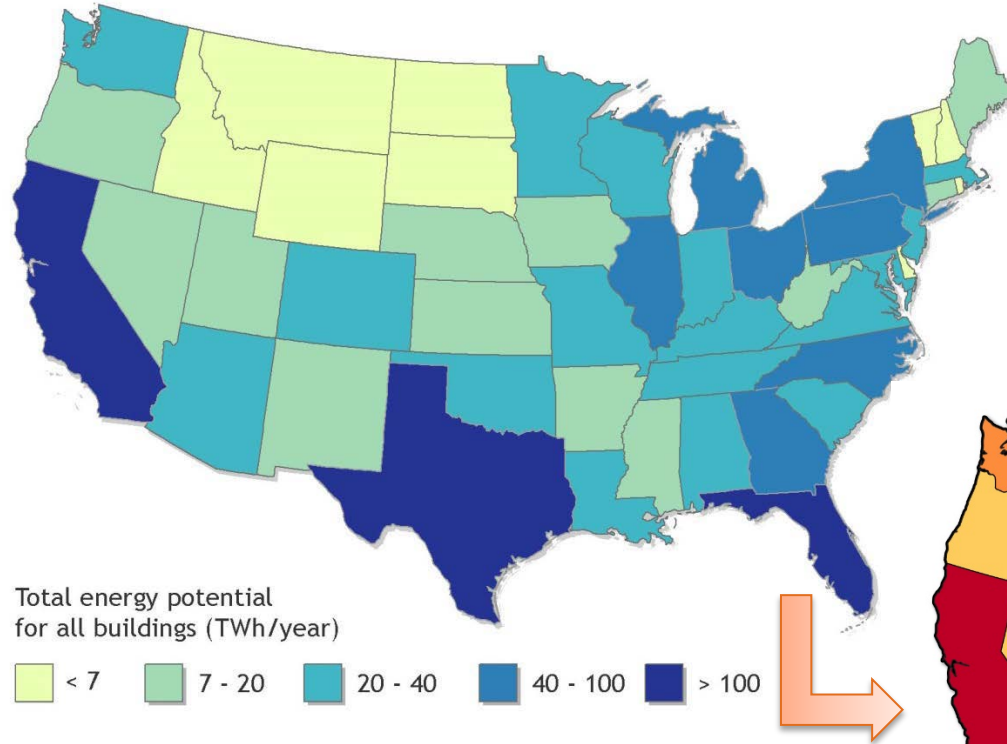 Total energy potential
for all buildings (TWh/year)
< 7 7 - 20 20 - 40 40 - 100 > 100